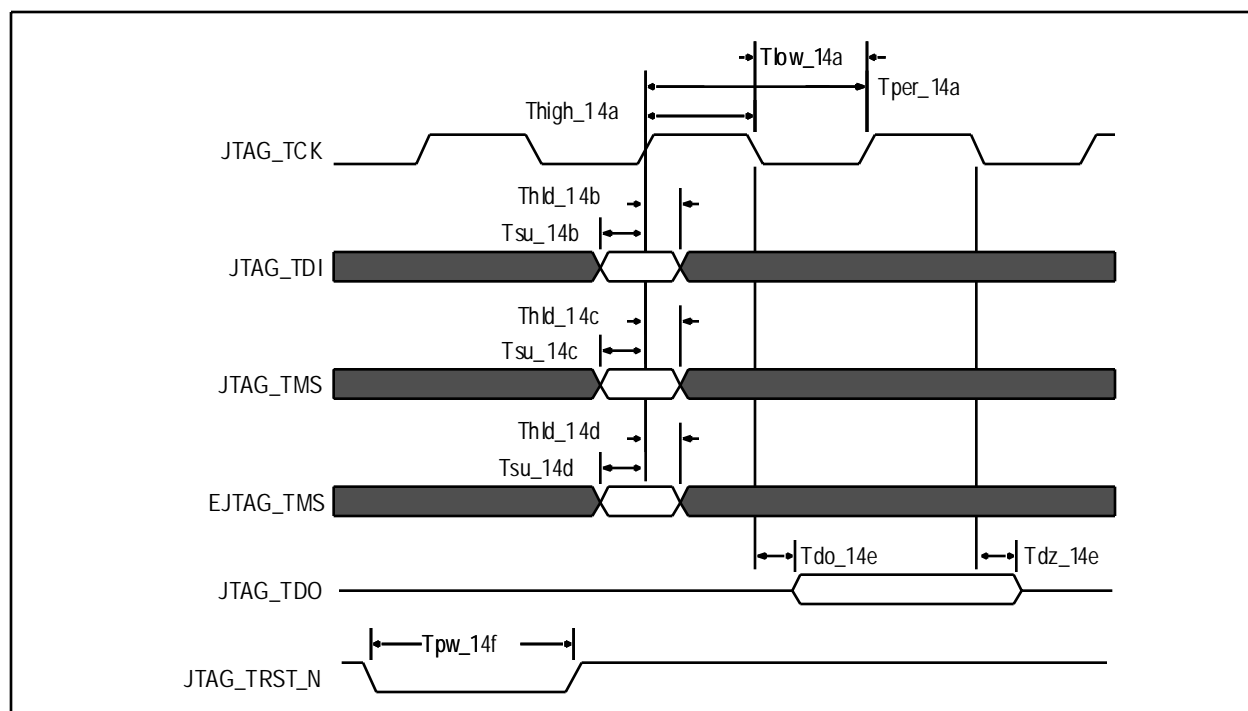 Tlow_14a
Tper_14a
Thigh_14a
JTAG_TCK
Thld_14b
Tsu_14b
JTAG_TDI
Thld_14c
Tsu_14c
JTAG_TMS
Thld_14d
Tsu_14d
EJTAG_TMS
Tdo_14e
Tdz_14e
JTAG_TDO
Tpw_14f
JTAG_TRST_N